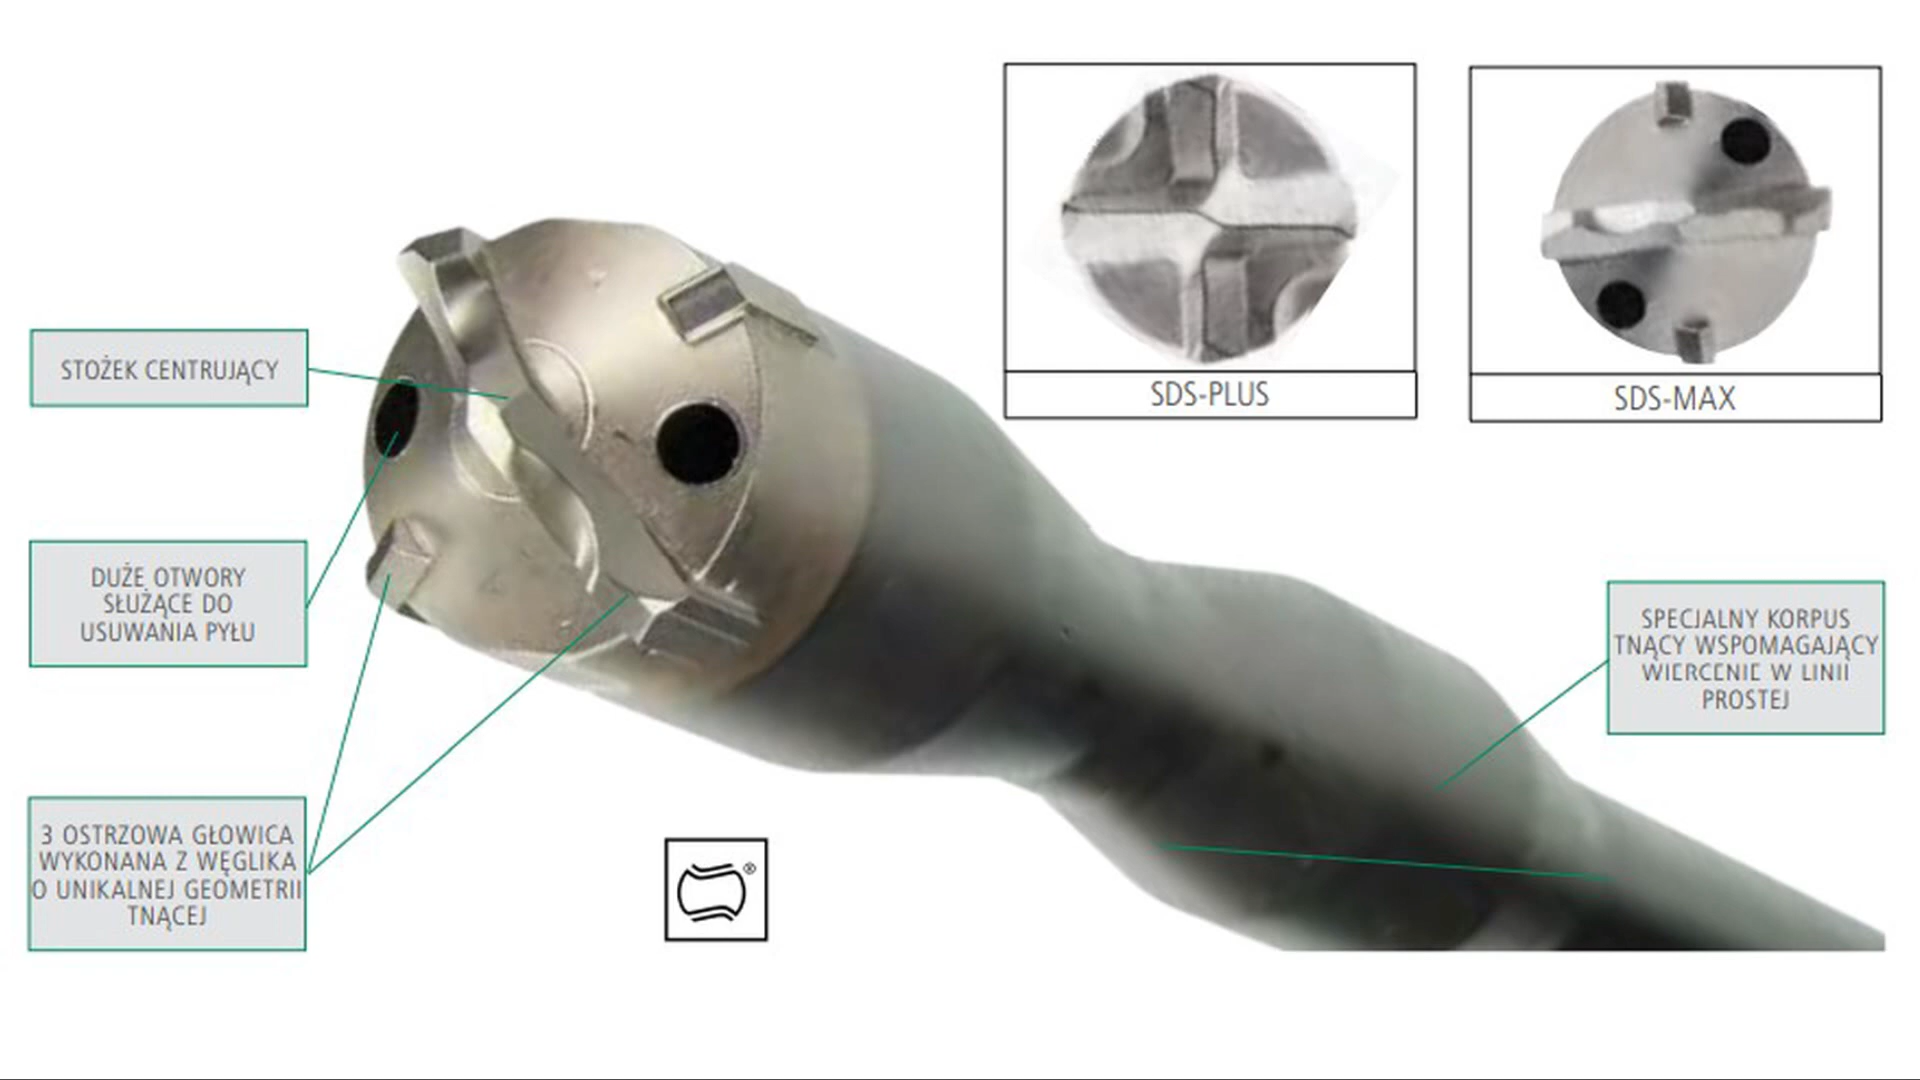 STOŻEK CENTRUJĄCY
DUŻE OTWORY
SŁUŻĄCE DO
USUWANIA PYŁU
3 OSTRZOWA GŁOWICA
WYKONANA Z WĘGLIKA
O UNIKALNEJ GEOMETRII
TNĄCEJ
®
SDS-PLUS
SDS-MAX
SPECJALNY KORPUS
TNĄCY WSPOMAGAJĄCY
WIERCENIE W LINII
PROSTEJ